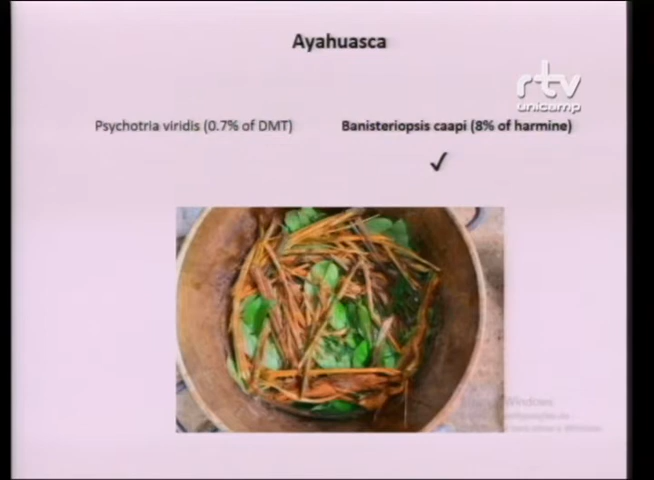 Ayahuasca
rtv
unicamp
Psychotria viridis (0.7% of DMT)
Banisteriopsis caapi (8% of harmine)
✓
Windows